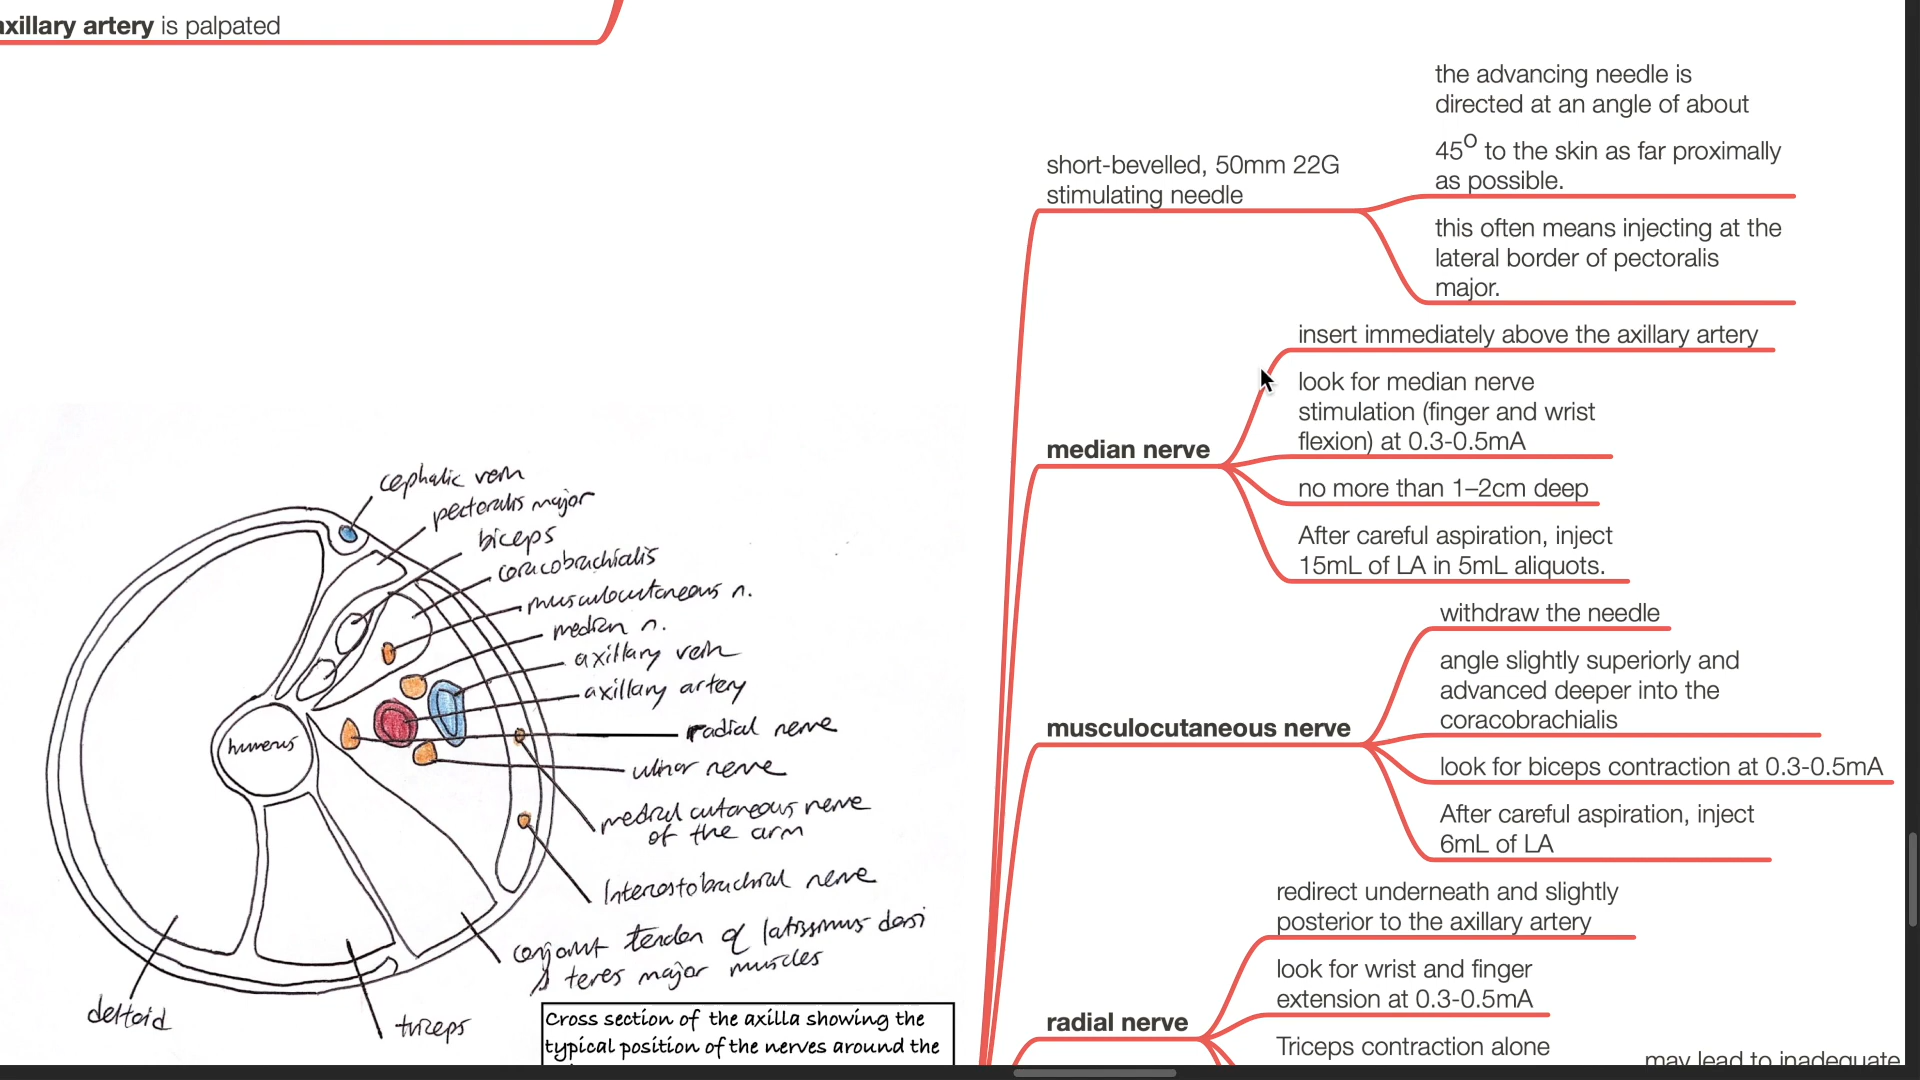 axillary artery is palpated
the advancing needle is
directed at an angle of about
45o to the skin as far proximally
as possible.
short-bevelled, 50mm 22G
stimulating needle
this often means injecting at the
lateral border of pectoralis
major.
insert immediately above the axillary artery
look for median nerve
stimulation (finger and wrist
flexion) at 0.3-0.5mA
median nerve
no more than 1–2cm deep
After careful aspiration, inject
15mL of LA in 5mL aliquots.
withdraw the needle
angle slightly superiorly and
advanced deeper into the
coracobrachialis
musculocutaneous nerve
look for biceps contraction at 0.3-0.5mA
After careful aspiration, inject
6mL of LA
redirect underneath and slightly
posterior to the axillary artery
look for wrist and finger
extension at 0.3-0.5mA
radial nerve
Triceps contraction alone
may lead to inadequate
cephalic vein
pectoralis major
biceps
coracobrachialis
musculocutaneous n.
median n.
axillary vein
axillary artery
radial nerve
humerus
ulnar nerve
medial cutaneous nerve
of the arm
Intercostobrachial nerve
conjoint tendon of latissimus dorsi
& teres major muscles
deltoid
triceps
Cross section of the axilla showing the
typical position of the nerves around the